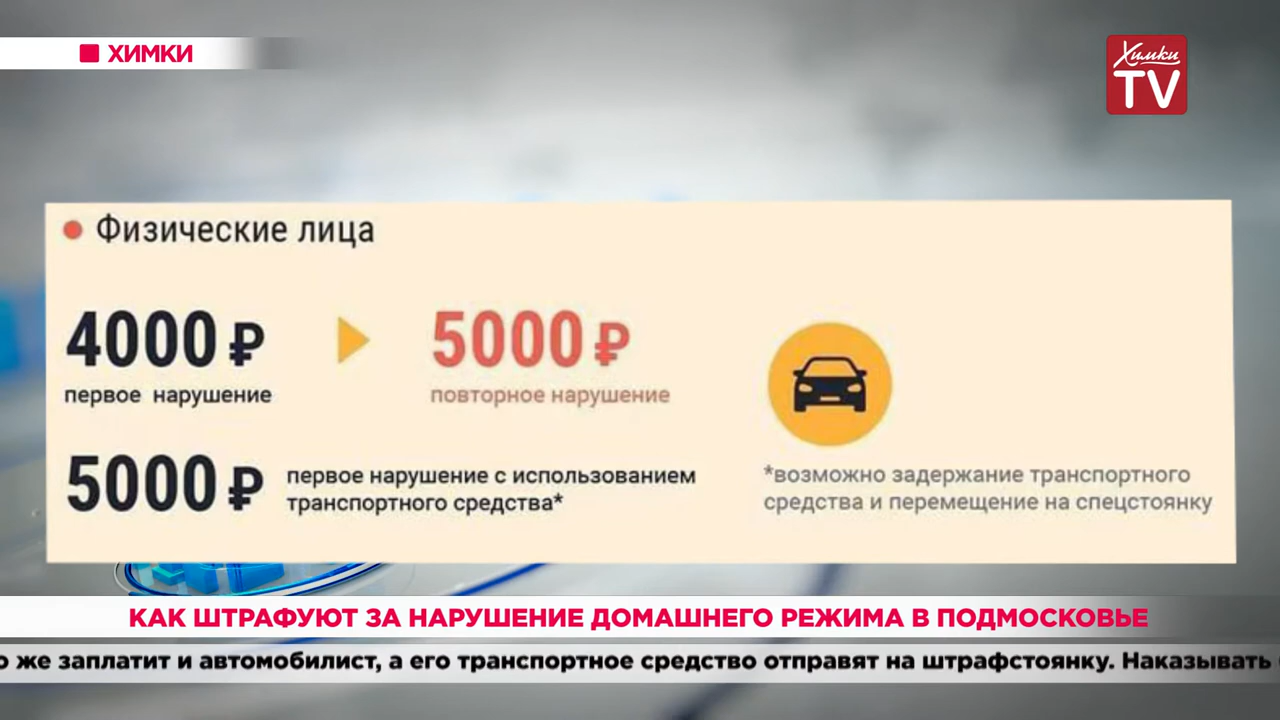 ХИМКИ
Химки
TV
Физические лица
4000 ₽
первое нарушение
5000 ₽
повторное нарушение
5000 ₽
первое нарушение с использованием
транспортного средства*
*возможно задержание транспортного
средства и перемещение на спецстоянку
КАК ШТРАФУЮТ ЗА НАРУШЕНИЕ ДОМАШНЕГО РЕЖИМА В ПОДМОСКОВЬЕ
о же заплатит и автомобилист, а его транспортное средство отправят на штрафстоянку. Наказывать